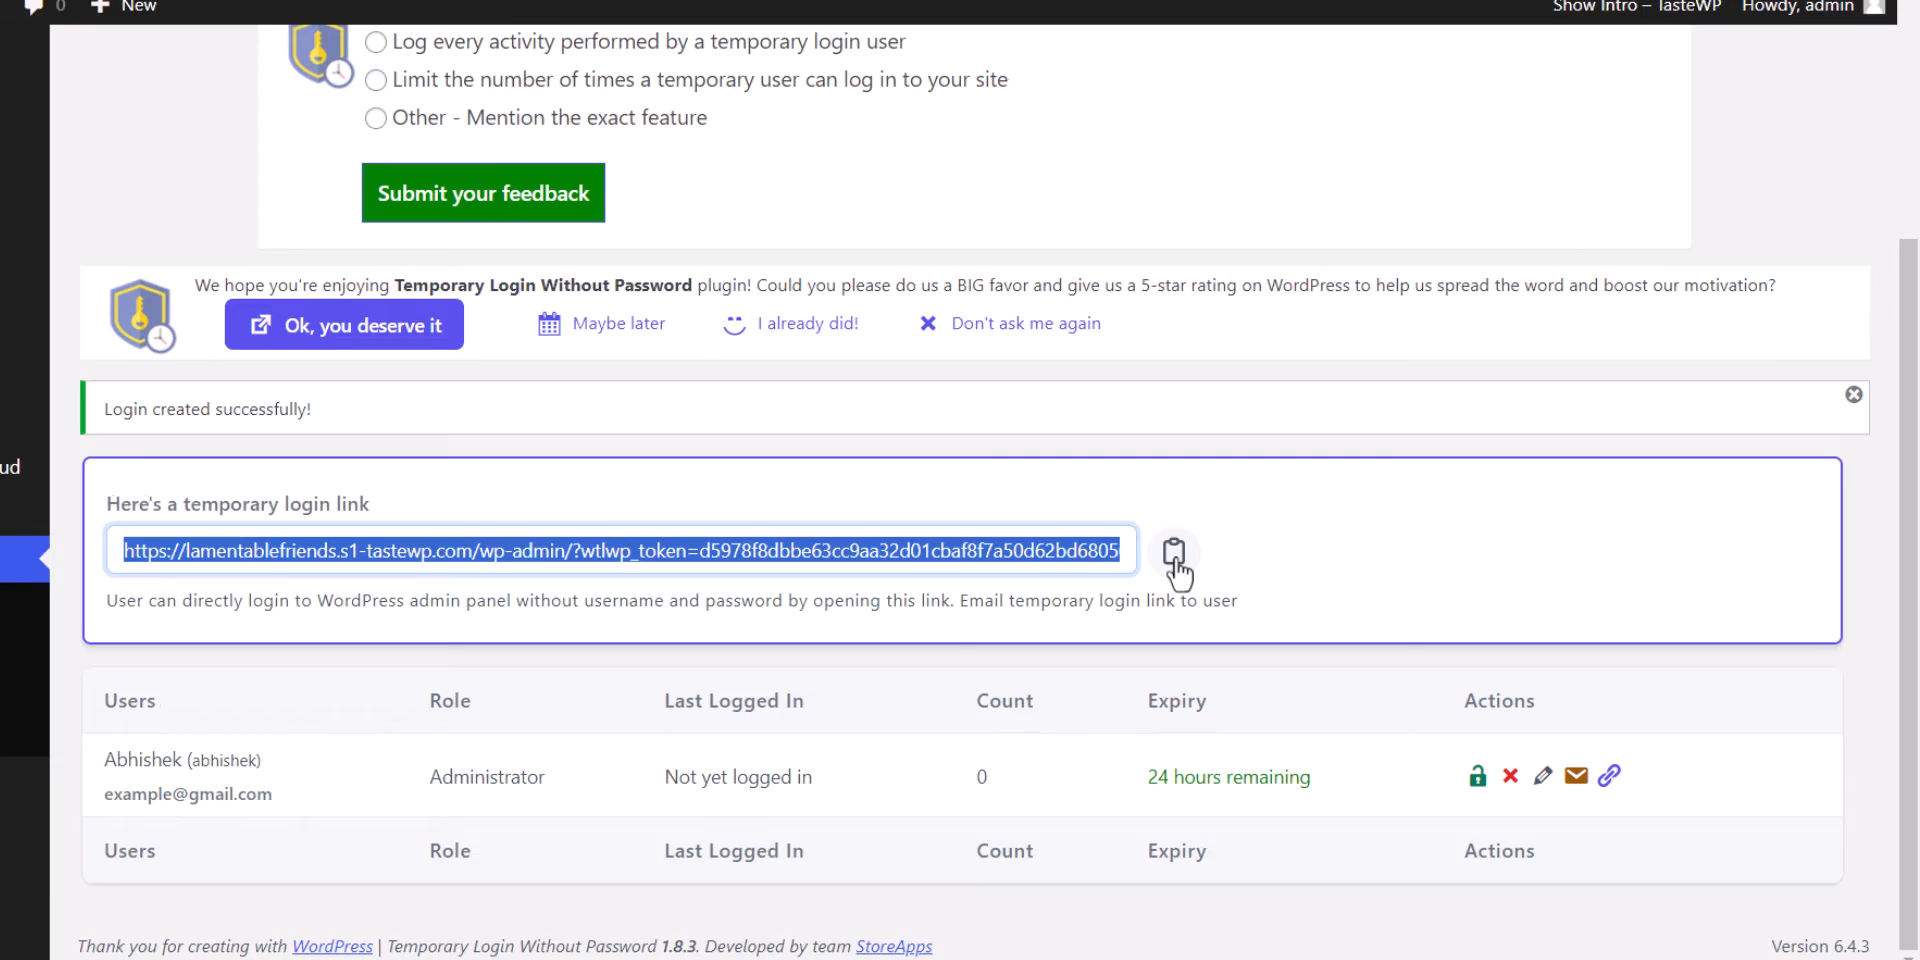 0 New Show Intro – TasteWP Howdy, admin
Log every activity performed by a temporary login user
Limit the number of times a temporary user can log in to your site
Other - Mention the exact feature
Submit your feedback
We hope you're enjoying Temporary Login Without Password plugin! Could you please do us a BIG favor and give us a 5-star rating on WordPress to help us spread the word and boost our motivation?
Ok, you deserve it Maybe later I already did! Don't ask me again
Login created successfully!
ud
Here's a temporary login link
https://lamentablefriends.s1-tastewp.com/wp-admin/?wtlwp_token=d5978f8dbbe63cc9aa32d01cbaf8f7a50d62bd6805
User can directly login to WordPress admin panel without username and password by opening this link. Email temporary login link to user
Users Role Last Logged In Count Expiry Actions
Abhishek (abhishek)
example@gmail.com Administrator Not yet logged in 0 24 hours remaining
Users Role Last Logged In Count Expiry Actions
Thank you for creating with WordPress | Temporary Login Without Password 1.8.3. Developed by team StoreApps Version 6.4.3